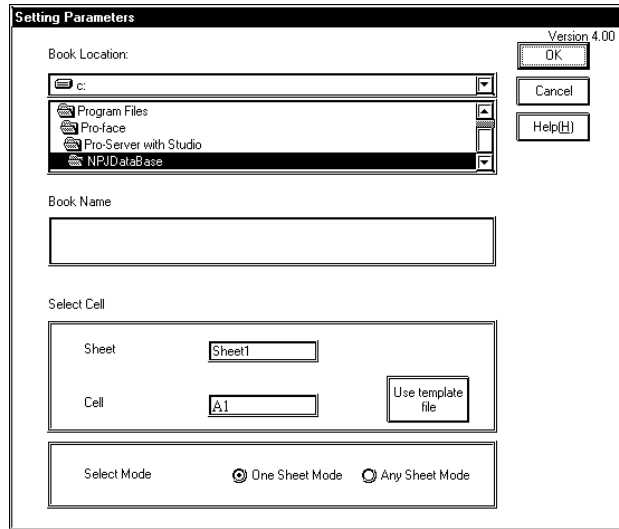 Setting Parameters
Version 4.00
Book Location:
OK
c:
Cancel
Program Files
Pro-face
Help(H)
Pro-Server with Studio
NPJDataBase
Book Name
Select Cell
Sheet
Sheet1
Cell
A1
Use template
file
Select Mode
One Sheet Mode
Any Sheet Mode